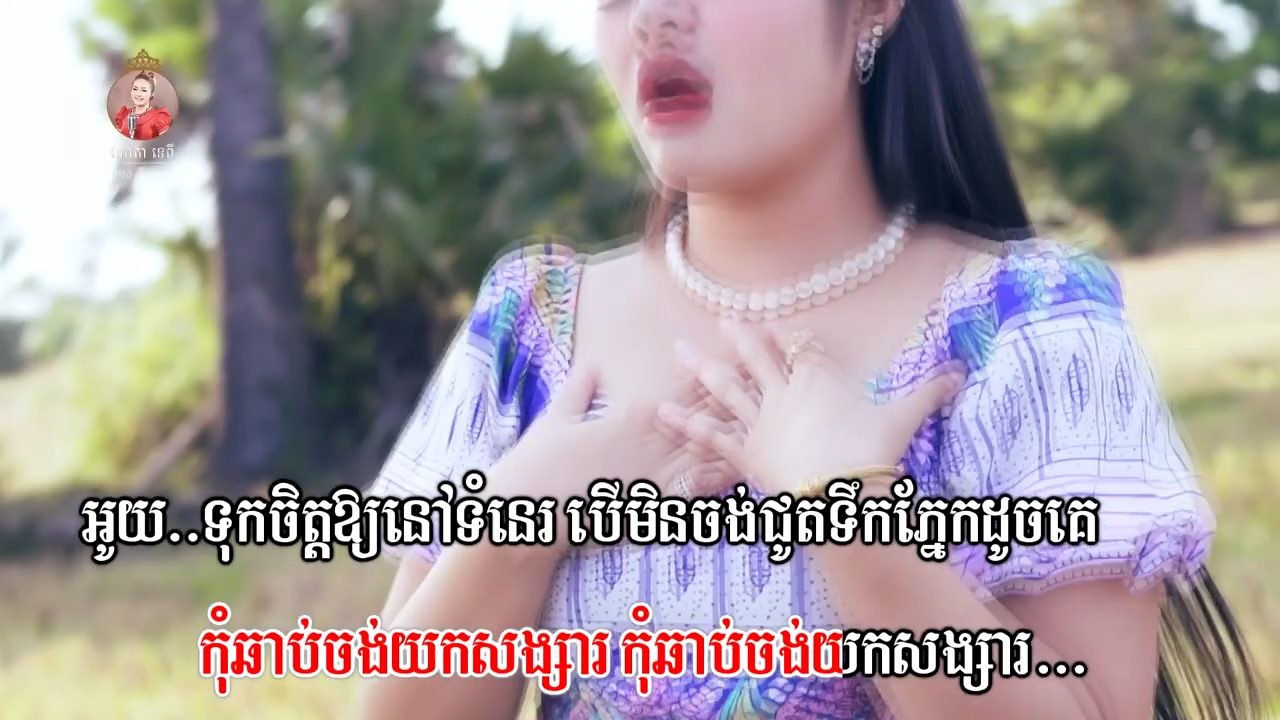 អូយ..ទុកចិត្តឱ្យនៅទំនេរ បើមិនចង់ជូតទឹកភ្នែកដូចគេ
កុំឆាប់ចង់យកសង្សារ កុំឆាប់ចង់យកសង្សារ...